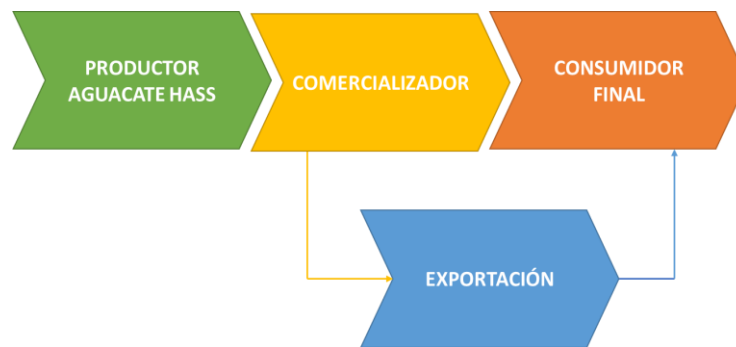 PRODUCTOR
AGUACATE HASS
COMERCIALIZADOR
CONSUMIDOR
FINAL
EXPORTACIÓN